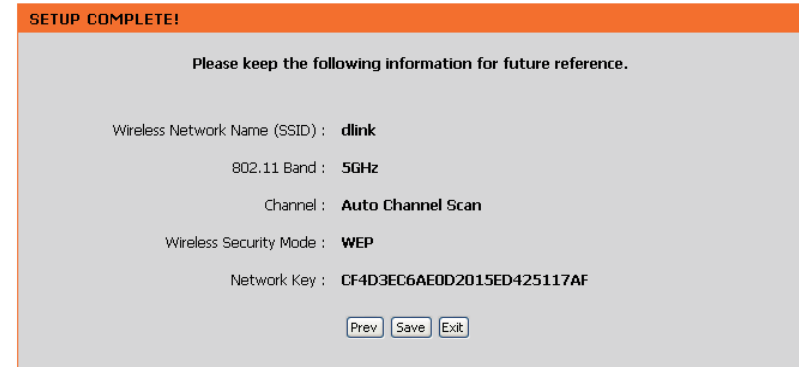 SETUP COMPLETE!
Please keep the following information for future reference.
Wireless Network Name (SSID) : dlink
802.11 Band : 5GHz
Channel : Auto Channel Scan
Wireless Security Mode : WEP
Network Key : CF4D3EC6AE0D2015ED425117AF
Prev Save Exit